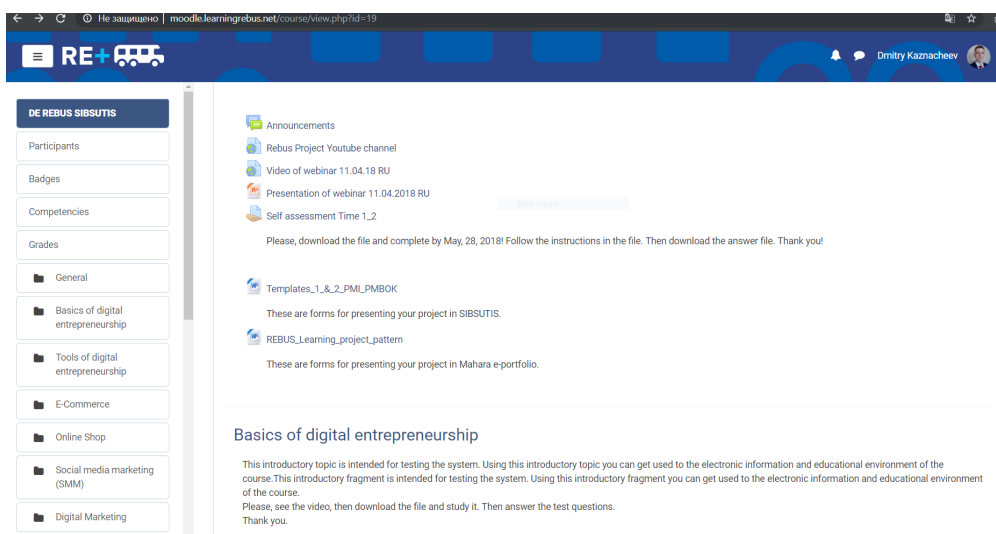 Не защищено | moodle.learningrebus.net/course/view.php?id=19
RE+
Dmitry Kaznacheev
DE REBUS SIBSUTIS
Participants
Badges
Competencies
Grades
General
Basics of digital
entrepreneurship
Tools of digital
entrepreneurship
E-Commerce
Online Shop
Social media marketing
(SMM)
Digital Marketing
Announcements
Rebus Project Youtube channel
Video of webinar 11.04.18 RU
Presentation of webinar 11.04.2018 RU
Self assessment Time 1_2
Please, download the file and complete by May, 28, 2018! Follow the instructions in the file. Then download the answer file. Thank you!
Templates_1_&_2_PMI_PMBOK
These are forms for presenting your project in SIBSUTIS.
REBUS_Learning_project_pattern
These are forms for presenting your project in Mahara e-portfolio.
Basics of digital entrepreneurship
This introductory topic is intended for testing the system. Using this introductory topic you can get used to the electronic information and educational environment of the
course.This introductory fragment is intended for testing the system. Using this introductory fragment you can get used to the electronic information and educational environment
of the course.
Please, see the video, then download the file and study it. Then answer the test questions.
Thank you.